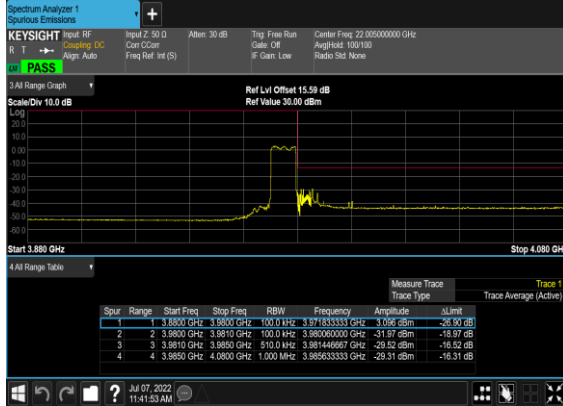 Spectrum Analyzer 1
Spurious Emissions
+
KEYSIGHT Input: RF Input Z: 50 Ω Atten: 30 dB Trig: Free Run Center Freq: 22.005000000 GHz
R T Coupling: DC Corr CCorr Gate: Off Avg|Hold: 100/100
Align: Auto Freq Ref: Int (S) IF Gain: Low Radio Std: None
PASS
3 All Range Graph
Ref Lvl Offset 15.59 dB
Scale/Div 10.0 dB Ref Value 30.00 dBm
Log
20.0
10.0
0.00
-10.0
-20.0
-30.0
-40.0
-50.0
-60.0
Start 3.880 GHz Stop 4.080 GH
4 All Range Table
Measure Trace Trace 1
Trace Type Trace Average (Active)
Spur Range Start Freq Stop Freq RBW Frequency Amplitude ΔLimit
1 1 3.8800 GHz 3.9800 GHz 100.0 kHz 3.971833333 GHz 3.096 dBm -26.90 dB
2 2 3.9800 GHz 3.9810 GHz 100.0 kHz 3.980060000 GHz -31.97 dBm -18.97 dB
3 3 3.9810 GHz 3.9850 GHz 510.0 kHz 3.981446667 GHz -29.52 dBm -16.52 dB
4 4 3.9850 GHz 4.0800 GHz 1.000 MHz 3.985633333 GHz -29.31 dBm -16.31 dB
? Jul 07, 2022
11:41:53 AM